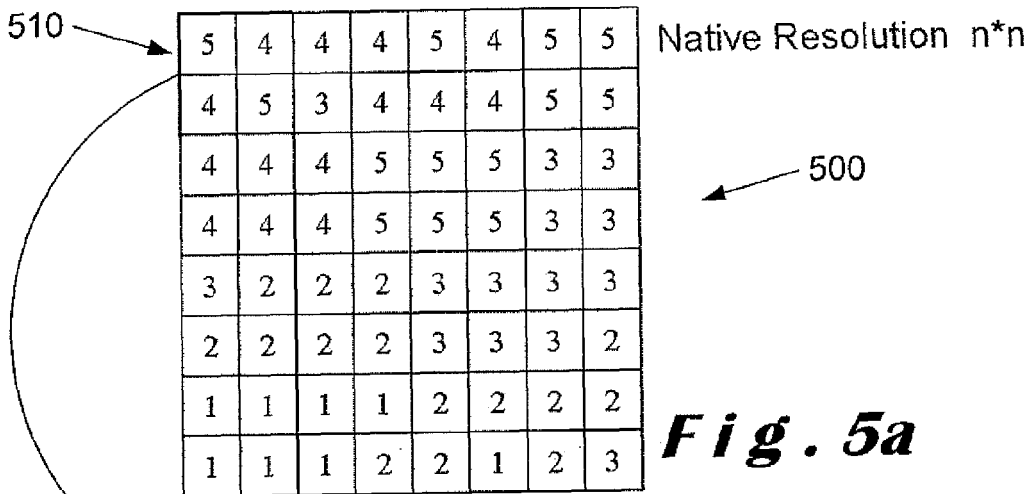 510
5 4 4 4 5 4 5 5 Native Resolution n*n
4 5 3 4 4 4 5 5
4 4 4 5 5 5 3 3
500
4 4 4 5 5 5 3 3
3 2 2 2 3 3 3 3
2 2 2 2 3 3 3 2
1 1 1 1 2 2 2 2
1 1 1 2 2 1 2 3
Fig. 5a